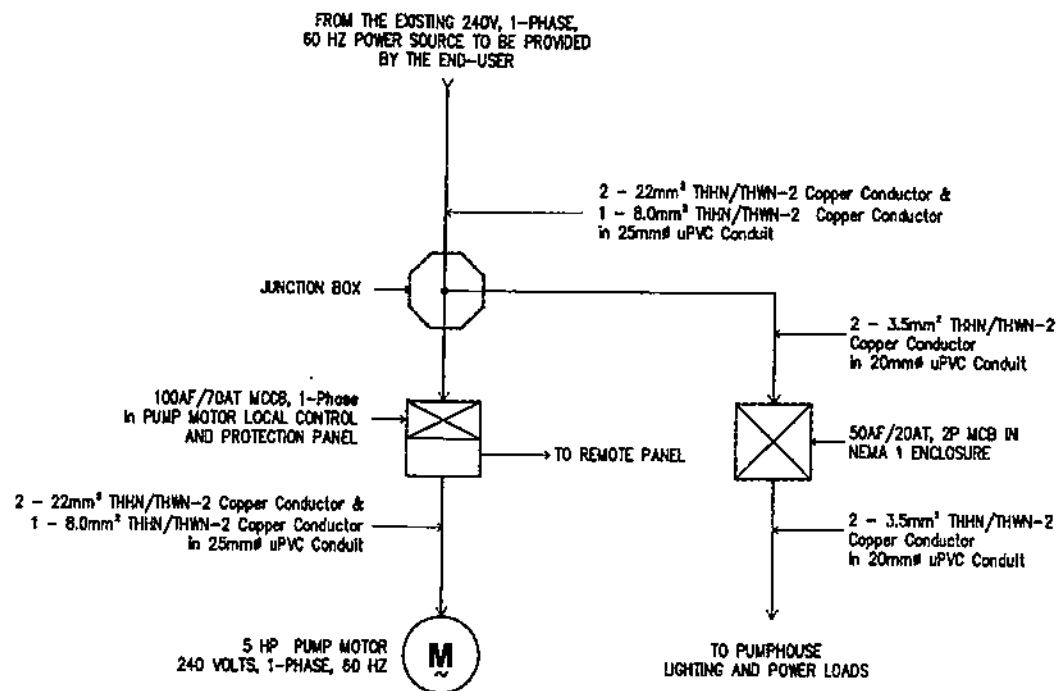 FROM THE EXISTING 240V, 1-PHASE,
60 HZ POWER SOURCE TO BE PROVIDED
BY THE END-USER
2 - 22mm² THHN/THWN-2 Copper Conductor &
1 - 8.0mm² THHN/THWN-2 Copper Conductor
in 25mmø uPVC Conduit
JUNCTION BOX
2 - 3.5mm² THHN/THWN-2
Copper Conductor
in 20mmø uPVC Conduit
100AF/70AT MCCB, 1-Phase
in PUMP MOTOR LOCAL CONTROL
AND PROTECTION PANEL
TO REMOTE PANEL
50AF/20AT, 2P MCB IN
NEMA 1 ENCLOSURE
2 - 22mm² THHN/THWN-2 Copper Conductor &
1 - 8.0mm² THHN/THWN-2 Copper Conductor
in 25mmø uPVC Conduit
2 - 3.5mm² THHN/THWN-2
Copper Conductor
in 20mmø uPVC Conduit
5 HP PUMP MOTOR
240 VOLTS, 1-PHASE, 60 HZ
M
~
TO PUMPHOUSE
LIGHTING AND POWER LOADS